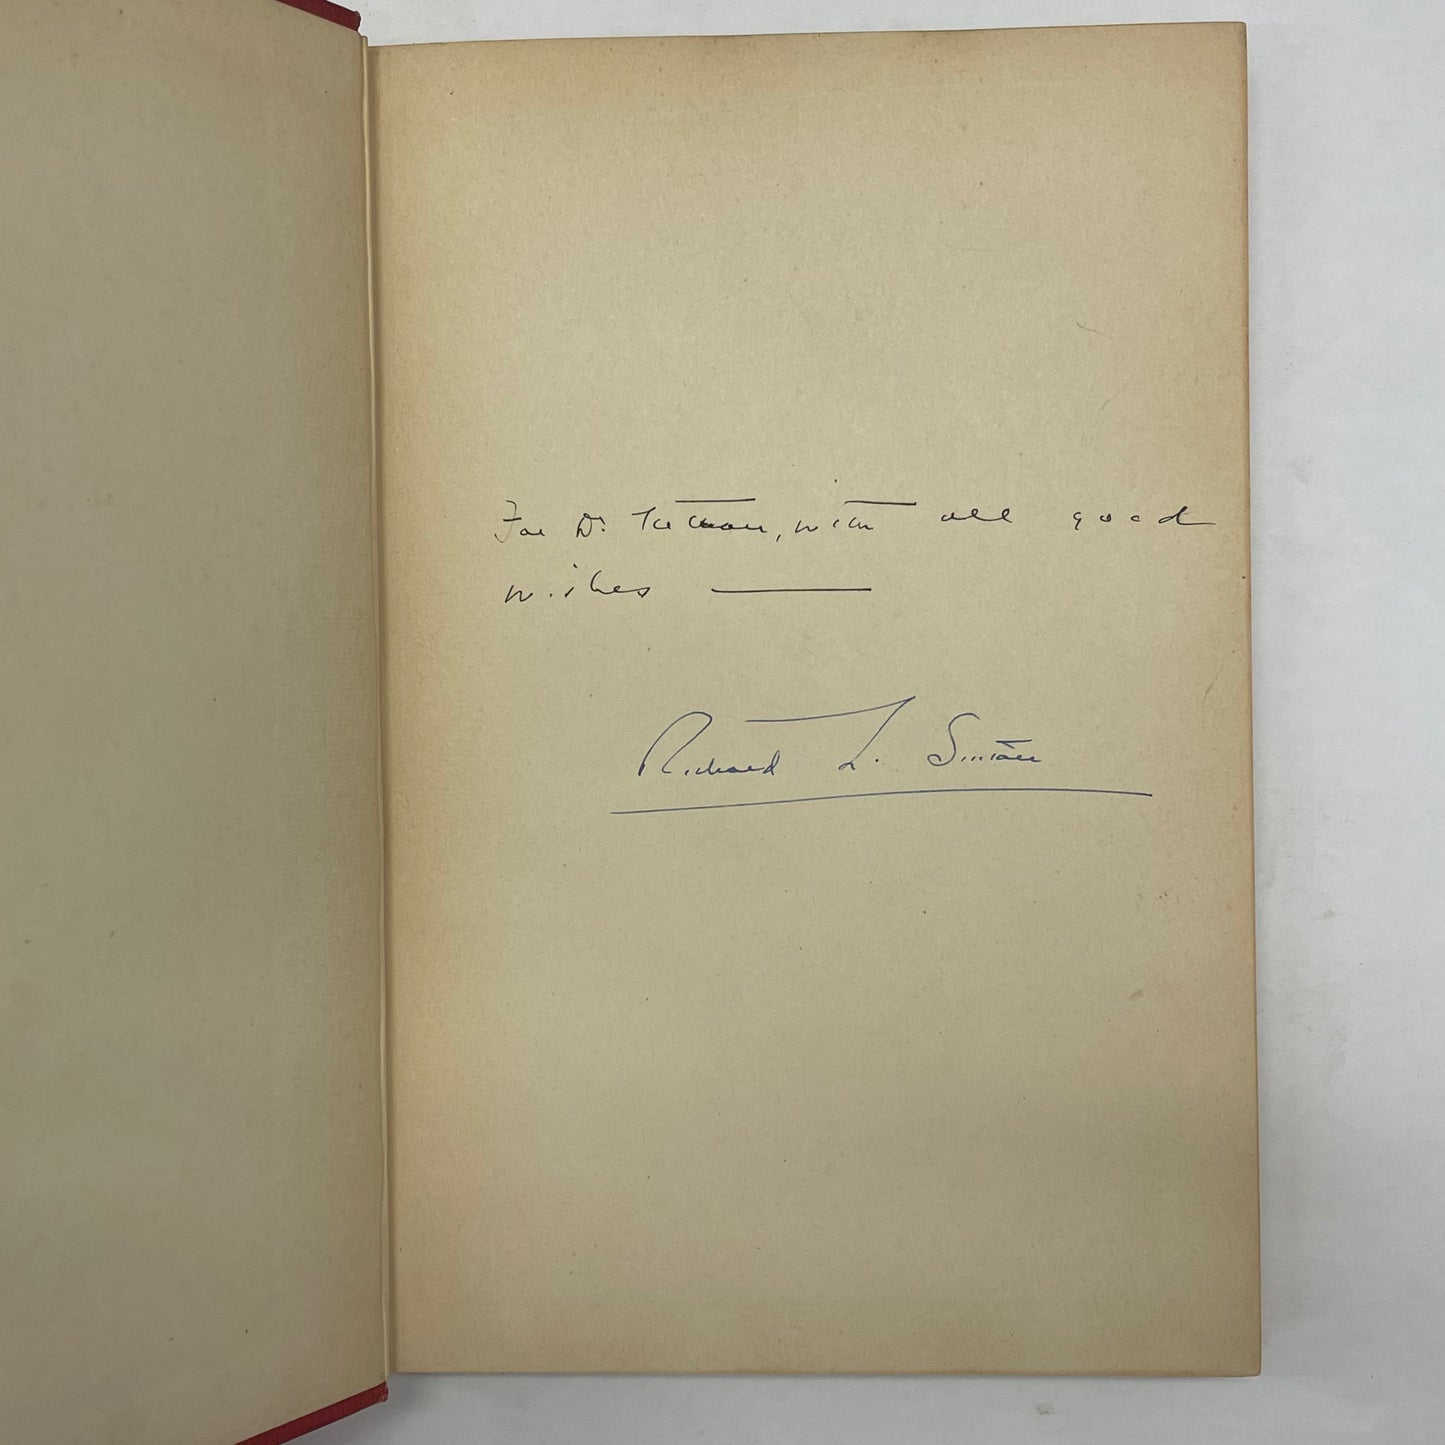 For Dr. with all good
wishes
Richard L.